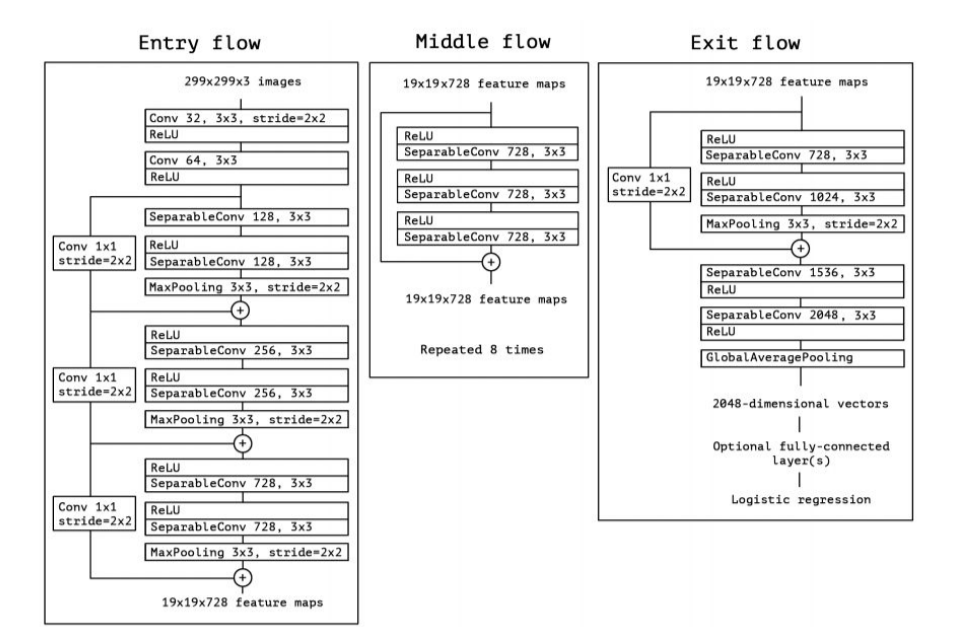 Entry flow
299x299x3 images
Conv 32, 3x3, stride=2x2
ReLU
Conv 64, 3x3
ReLU
SeparableConv 128, 3x3
Conv 1x1
stride=2x2
ReLU
SeparableConv 128, 3x3
MaxPooling 3x3, stride=2x2
+
ReLU
SeparableConv 256, 3x3
Conv 1x1
stride=2x2
ReLU
SeparableConv 256, 3x3
MaxPooling 3x3, stride=2x2
+
ReLU
SeparableConv 728, 3x3
Conv 1x1
stride=2x2
ReLU
SeparableConv 728, 3x3
MaxPooling 3x3, stride=2x2
+
19x19x728 feature maps
Middle flow
19x19x728 feature maps
ReLU
SeparableConv 728, 3x3
ReLU
SeparableConv 728, 3x3
ReLU
SeparableConv 728, 3x3
+
19x19x728 feature maps
Repeated 8 times
Exit flow
19x19x728 feature maps
ReLU
SeparableConv 728, 3x3
Conv 1x1
stride=2x2
ReLU
SeparableConv 1024, 3x3
MaxPooling 3x3, stride=2x2
+
SeparableConv 1536, 3x3
ReLU
SeparableConv 2048, 3x3
ReLU
GlobalAveragePooling
2048-dimensional vectors
Optional fully-connected
layer(s)
Logistic regression